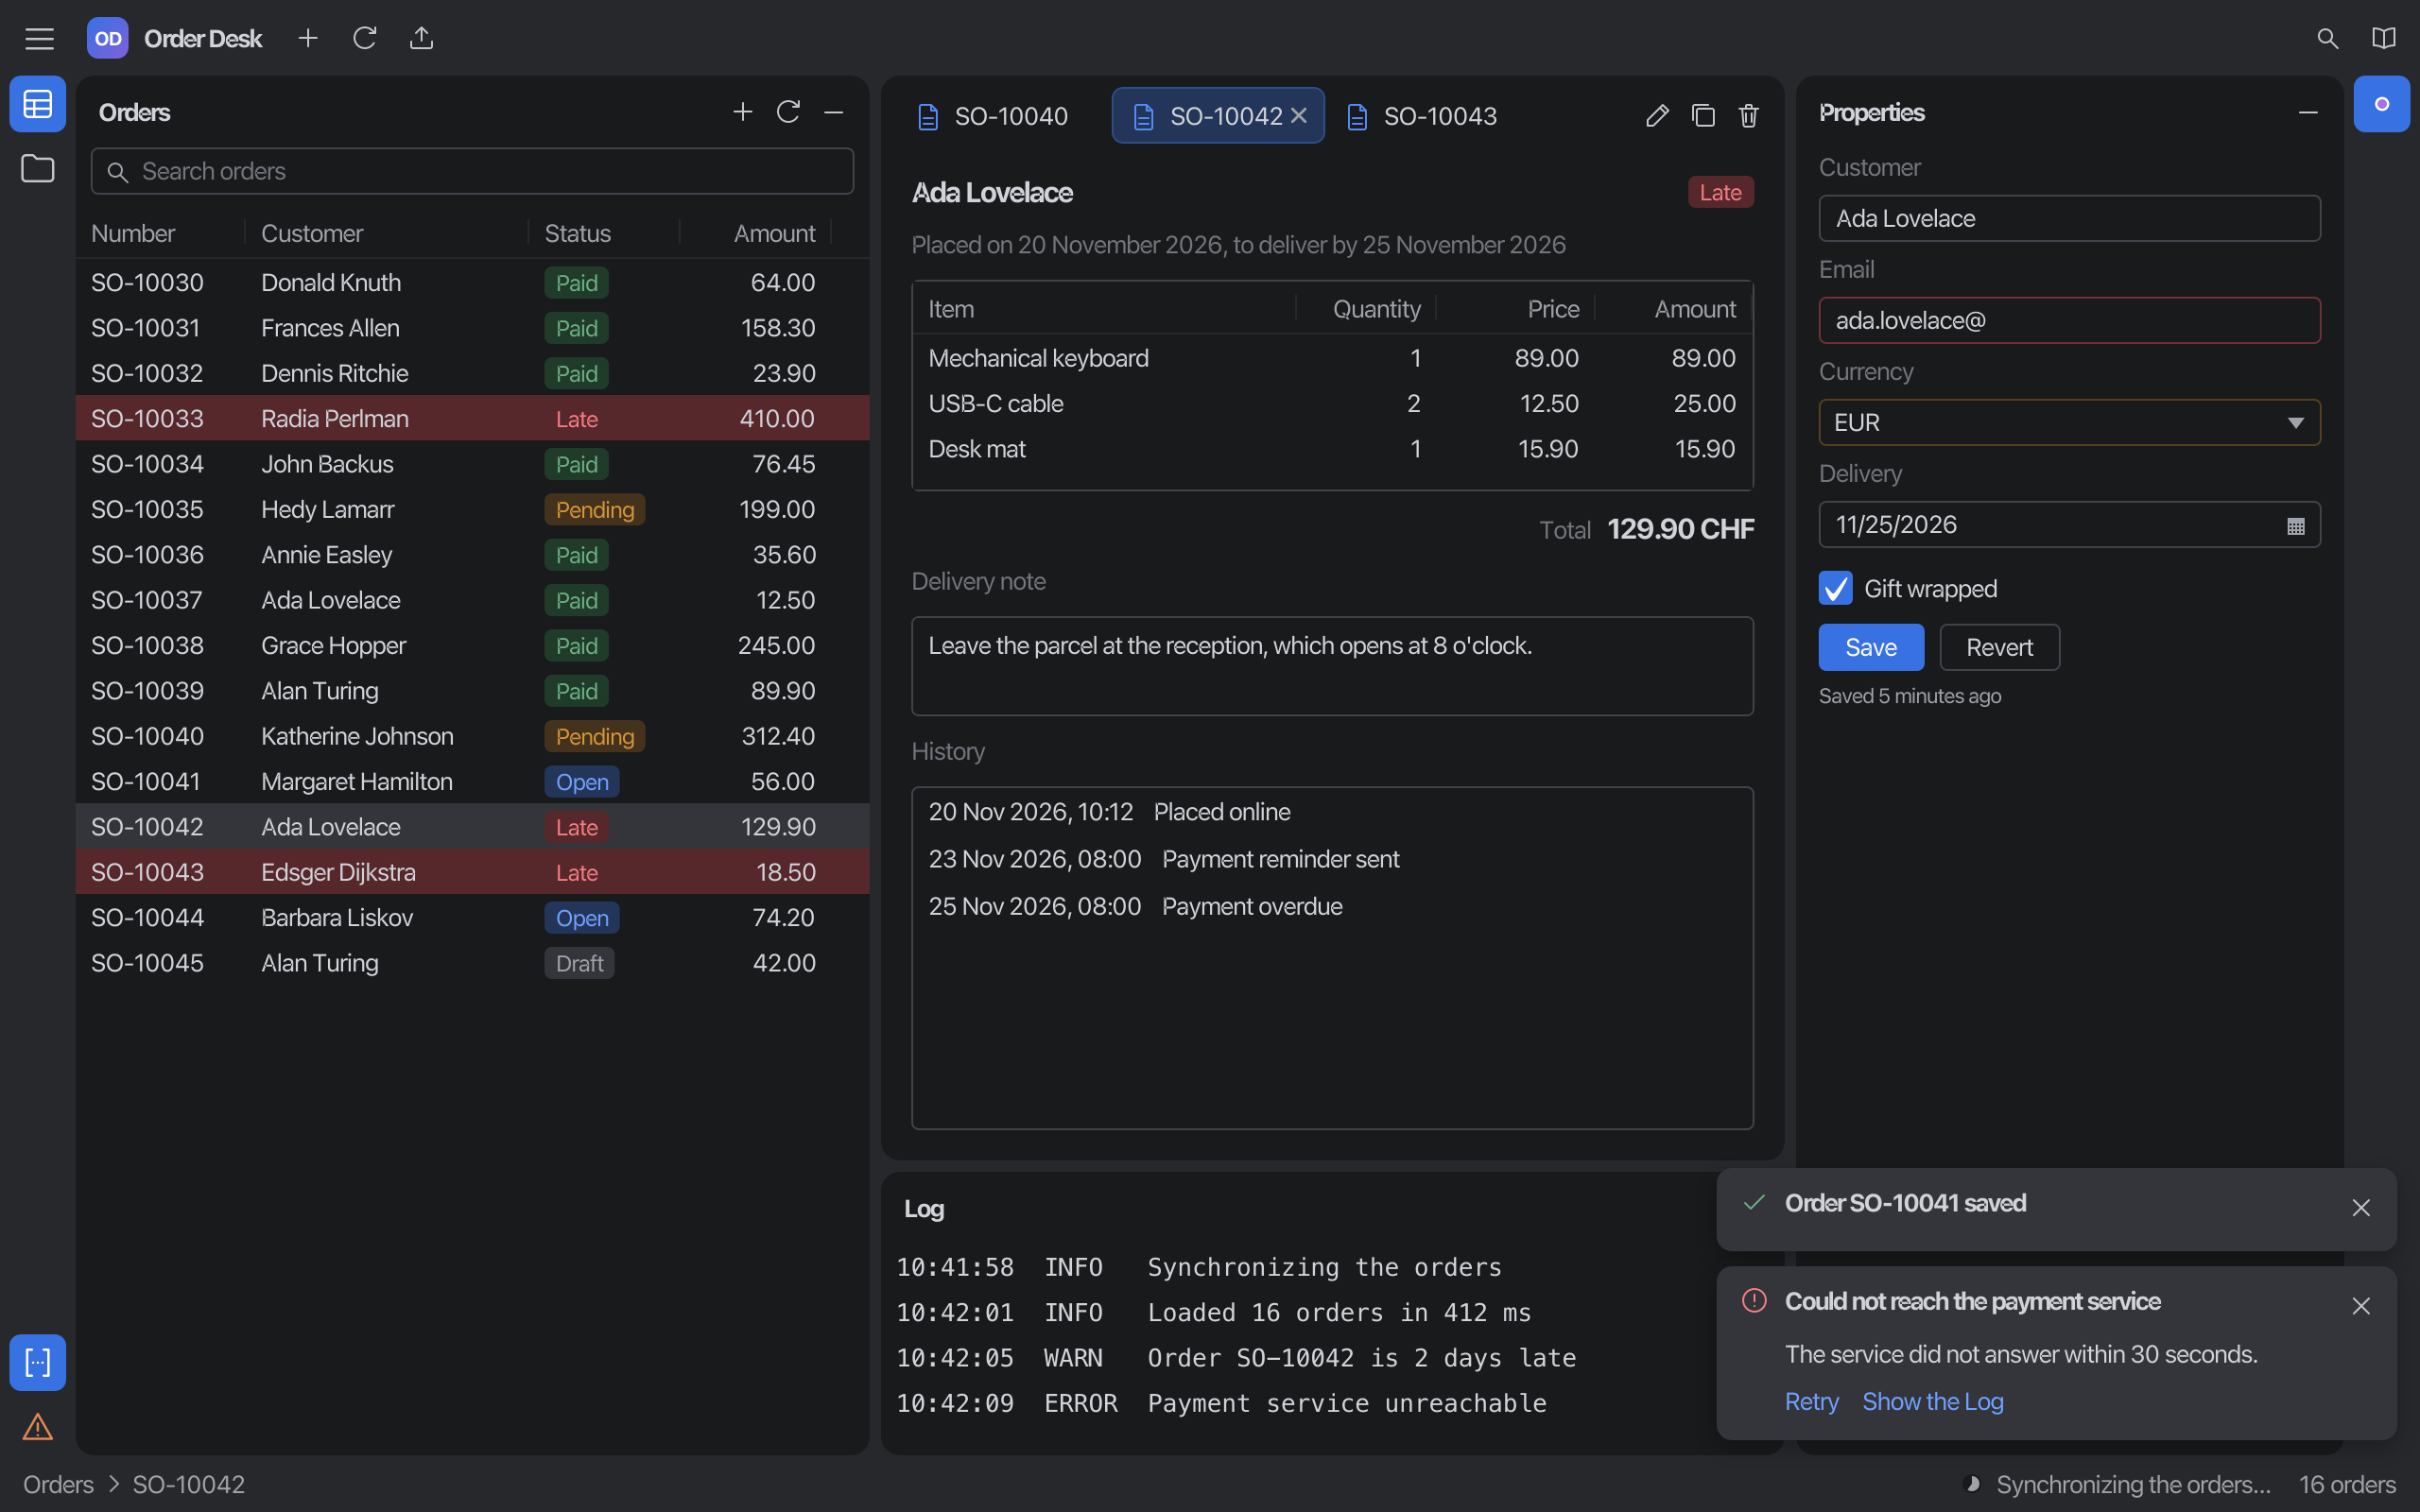 OD Order Desk
Orders
Search orders
Number Customer Status Amount
SO-10030 Donald Knuth Paid 64.00
SO-10031 Frances Allen Paid 158.30
SO-10032 Dennis Ritchie Paid 23.90
SO-10033 Radia Perlman Late 410.00
SO-10034 John Backus Paid 76.45
SO-10035 Hedy Lamarr Pending 199.00
SO-10036 Annie Easley Paid 35.60
SO-10037 Ada Lovelace Paid 12.50
SO-10038 Grace Hopper Paid 245.00
SO-10039 Alan Turing Paid 89.90
SO-10040 Katherine Johnson Pending 312.40
SO-10041 Margaret Hamilton Open 56.00
SO-10042 Ada Lovelace Late 129.90
SO-10043 Edsger Dijkstra Late 18.50
SO-10044 Barbara Liskov Open 74.20
SO-10045 Alan Turing Draft 42.00
SO-10040 SO-10042 SO-10043
Ada Lovelace Late
Placed on 20 November 2026, to deliver by 25 November 2026
Item Quantity Price Amount
Mechanical keyboard 1 89.00 89.00
USB-C cable 2 12.50 25.00
Desk mat 1 15.90 15.90
Total 129.90 CHF
Delivery note
Leave the parcel at the reception, which opens at 8 o'clock.
History
20 Nov 2026, 10:12 Placed online
23 Nov 2026, 08:00 Payment reminder sent
25 Nov 2026, 08:00 Payment overdue
Log
10:41:58 INFO Synchronizing the orders
10:42:01 INFO Loaded 16 orders in 412 ms
10:42:05 WARN Order SO-10042 is 2 days late
10:42:09 ERROR Payment service unreachable
Properties
Customer
Ada Lovelace
Email
ada.lovelace@
Currency
EUR
Delivery
11/25/2026
Gift wrapped
Save Revert
Saved 5 minutes ago
Order SO-10041 saved
Could not reach the payment service
The service did not answer within 30 seconds.
Retry Show the Log
Orders SO-10042
Synchronizing the orders... 16 orders